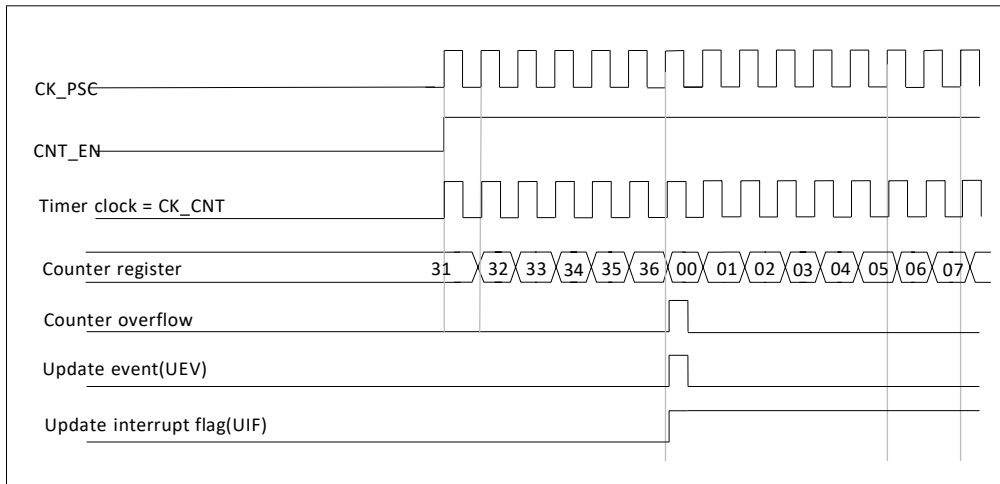 CK_PSC
CNT_EN
Timer clock = CK_CNT
Counter register 31 32 33 34 35 36 00 01 02 03 04 05 06 07
Counter overflow
Update event(UEV)
Update interrupt flag(UIF)